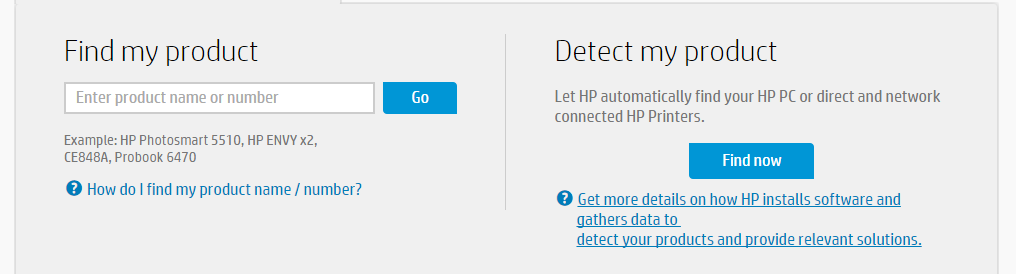 Find my product
Enter product name or number
Go
Example: HP Photosmart 5510, HP ENVY x2,
CE848A, Probook 6470
How do I find my product name / number?
Detect my product
Let HP automatically find your HP PC or direct and network
connected HP Printers.
Find now
Get more details on how HP installs software and
gathers data to
detect your products and provide relevant solutions.